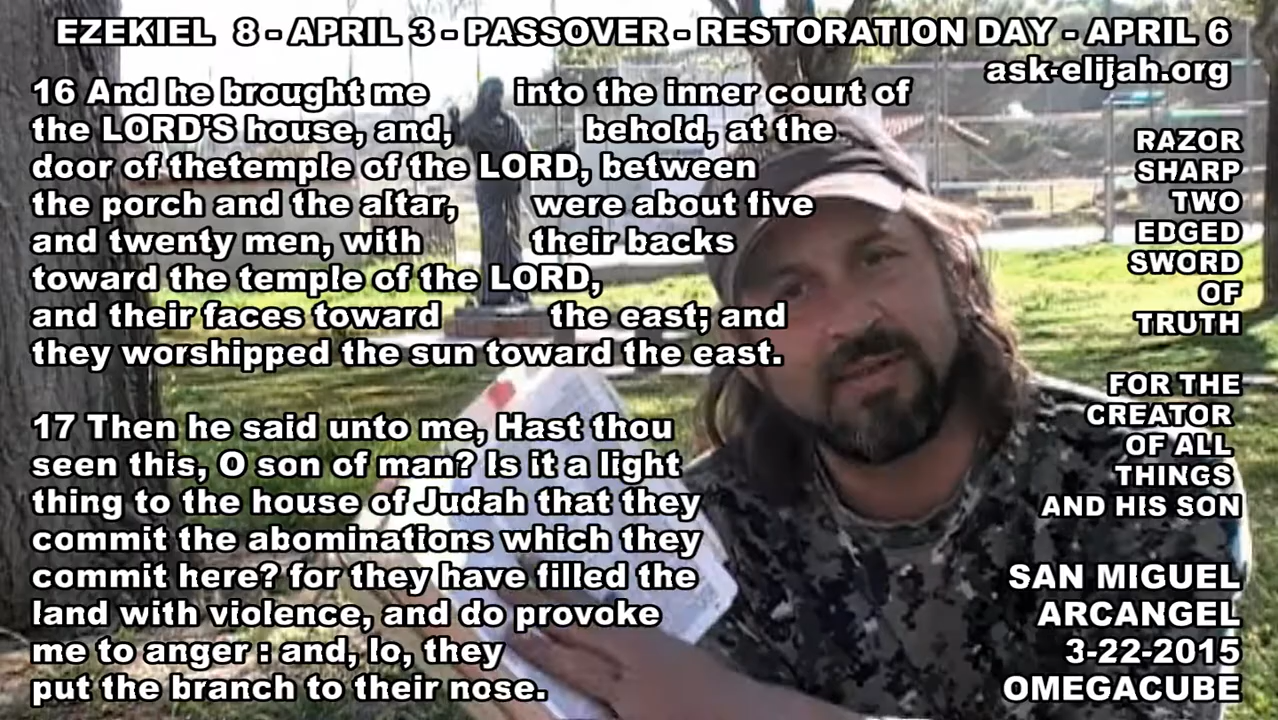 EZEKIEL 8 - APRIL 3 - PASSOVER - RESTORATION DAY - APRIL 6
ask-elijah.org
16 And he brought me into the inner court of
the LORD'S house, and, behold, at the
door of thetemple of the LORD, between
the porch and the altar, were about five
and twenty men, with their backs
toward the temple of the LORD,
and their faces toward the east; and
they worshipped the sun toward the east.
17 Then he said unto me, Hast thou
seen this, O son of man? Is it a light
thing to the house of Judah that they
commit the abominations which they
commit here? for they have filled the
land with violence, and do provoke
me to anger : and, lo, they
put the branch to their nose.
RAZOR
SHARP
TWO
EDGED
SWORD
OF
TRUTH
FOR THE
CREATOR
OF ALL
THINGS
AND HIS SON
SAN MIGUEL
ARCANGEL
3-22-2015
OMEGACUBE